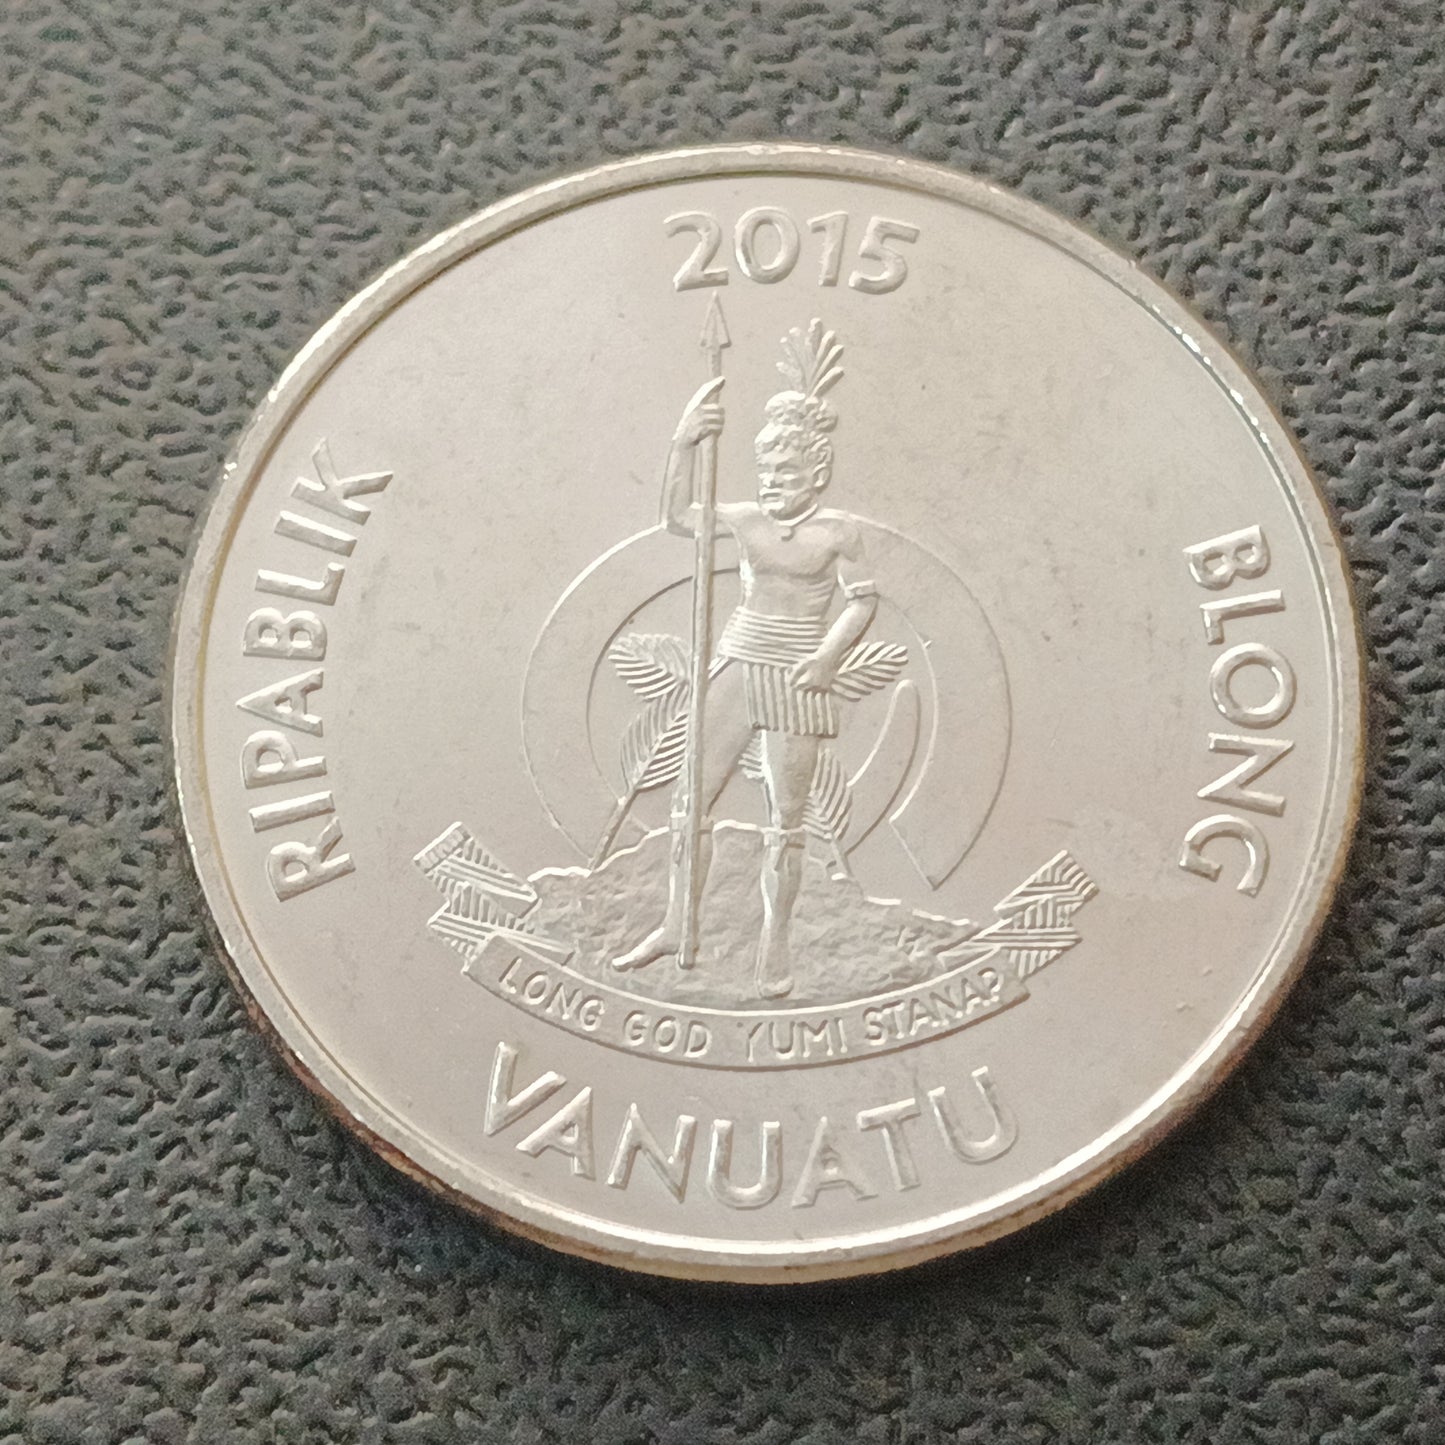 2015
RIPABLIK
BLONG
LONG GOD YUMI STANAP
VANUATU